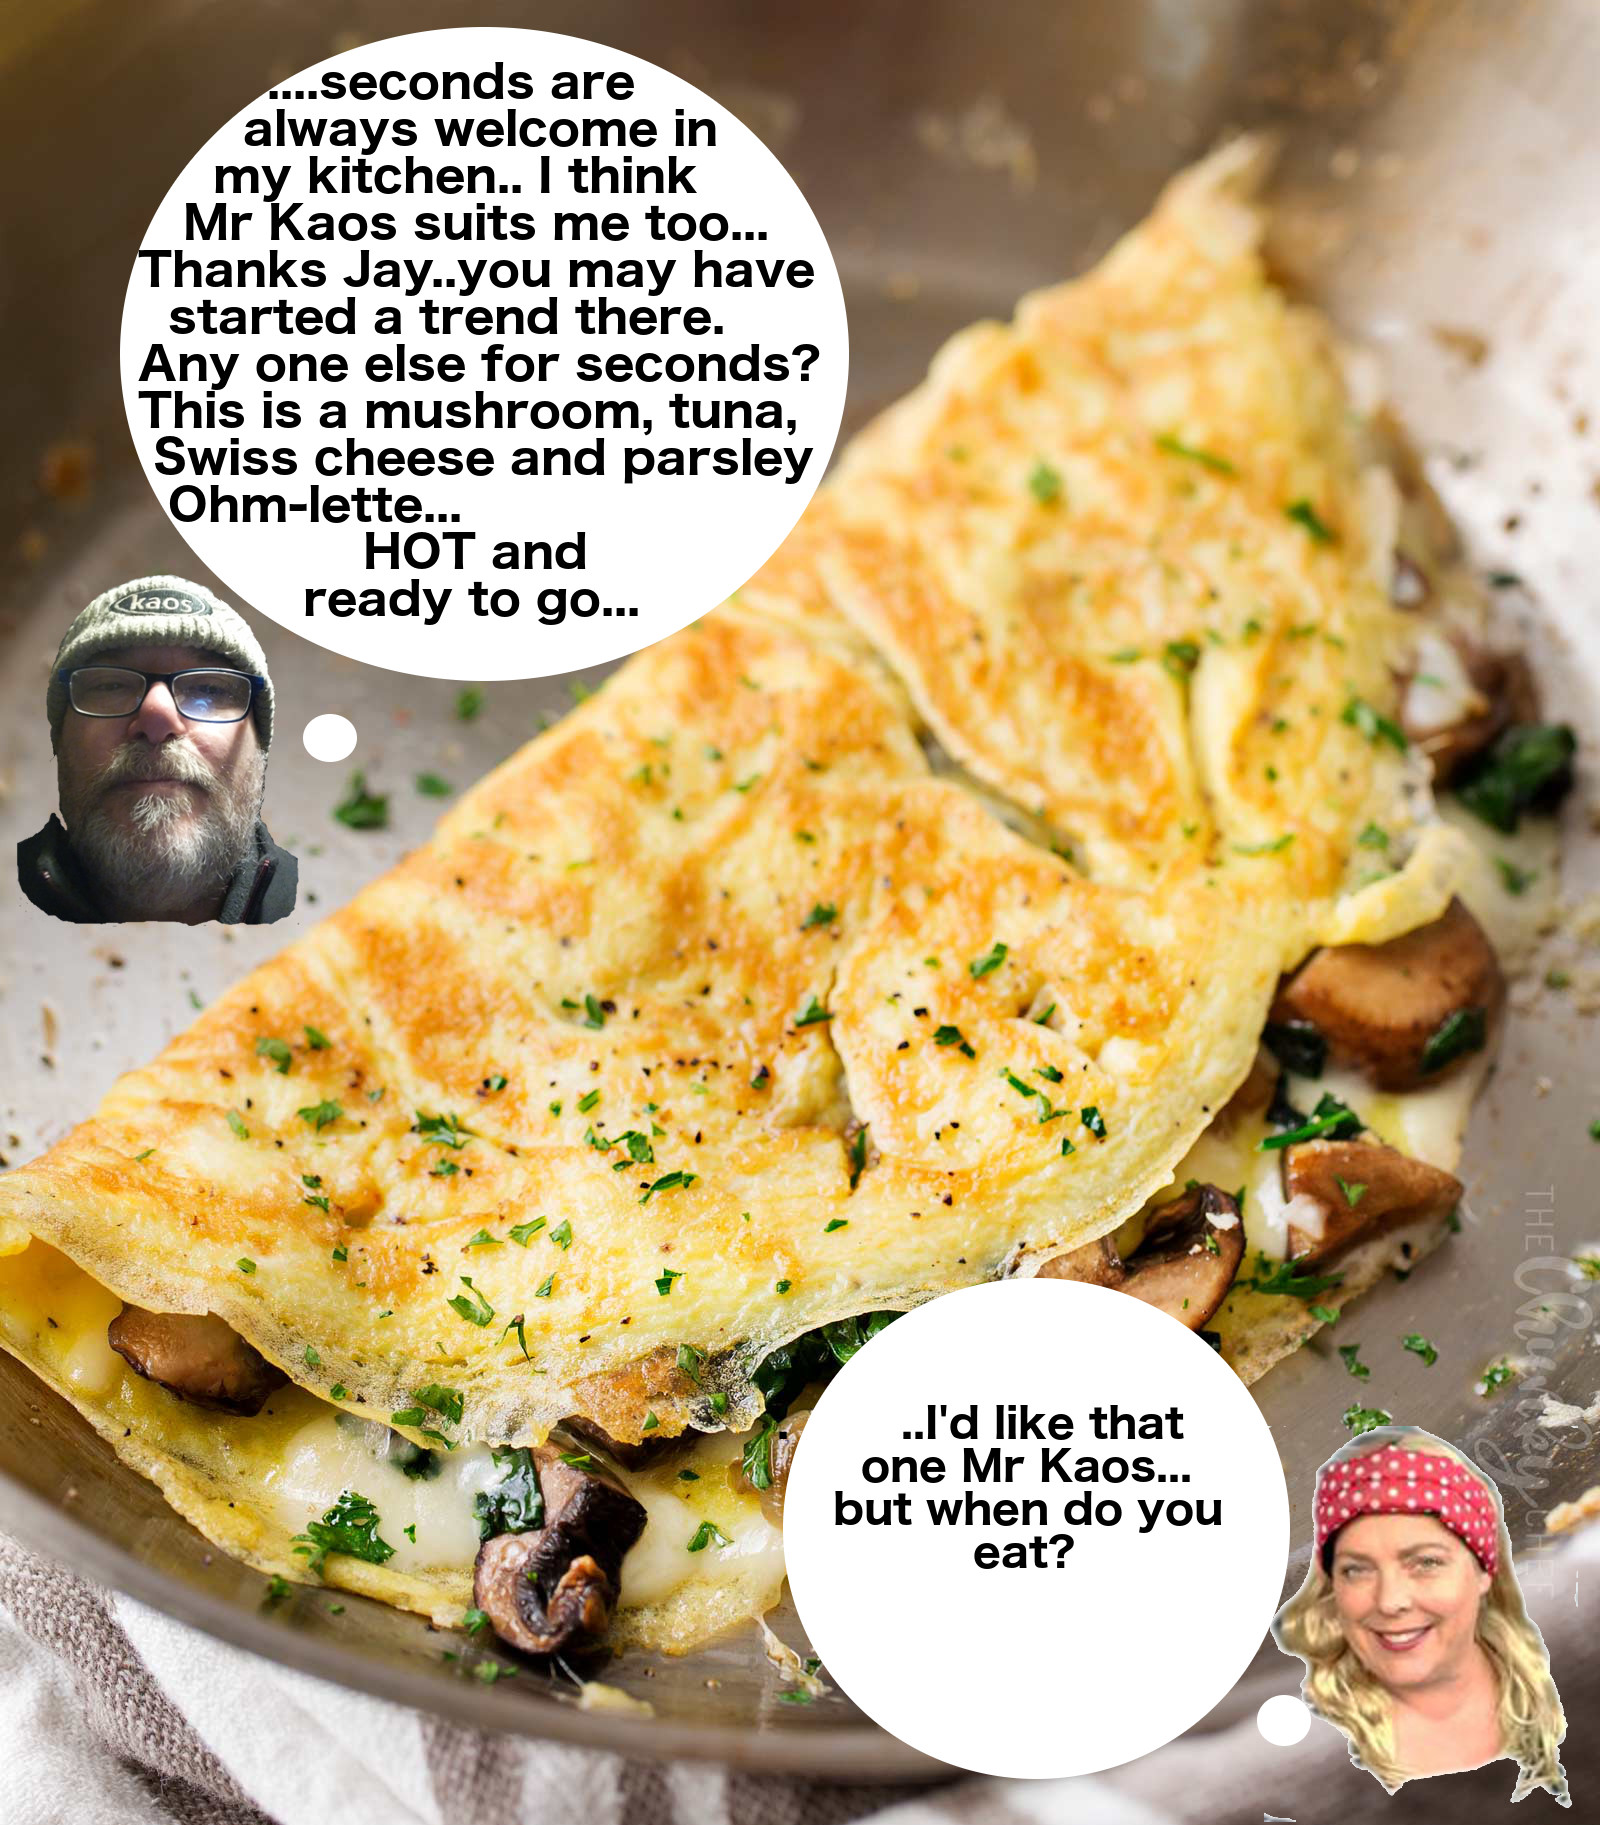 ....seconds are
always welcome in
my kitchen.. I think
Mr Kaos suits me too...
Thanks Jay..you may have
started a trend there.
Any one else for seconds?
This is a mushroom, tuna,
Swiss cheese and parsley
Ohm-lette...
HOT and
ready to go...
kaos
..I'd like that
one Mr Kaos...
but when do you
eat?
THE Chunky CHEF